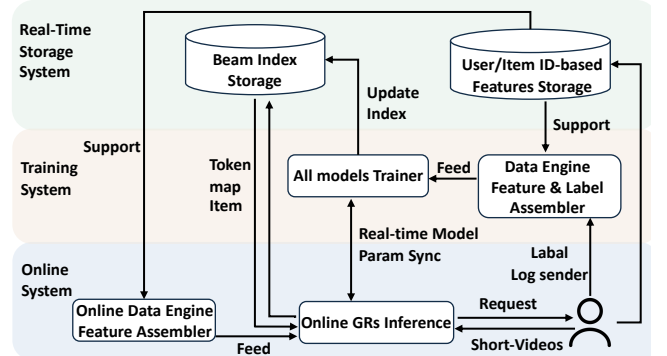 Real-Time
Storage
System
Beam Index
Storage
User/Item ID-based
Features Storage
Update
Index
Support
Support
Training
System
Token
map
Item
All models Trainer
Feed
Data Engine
Feature & Label
Assembler
Real-time Model
Param Sync
Labal
Log sender
Online
System
Online Data Engine
Feature Assembler
Feed
Online GRs Inference
Request
Short-Videos